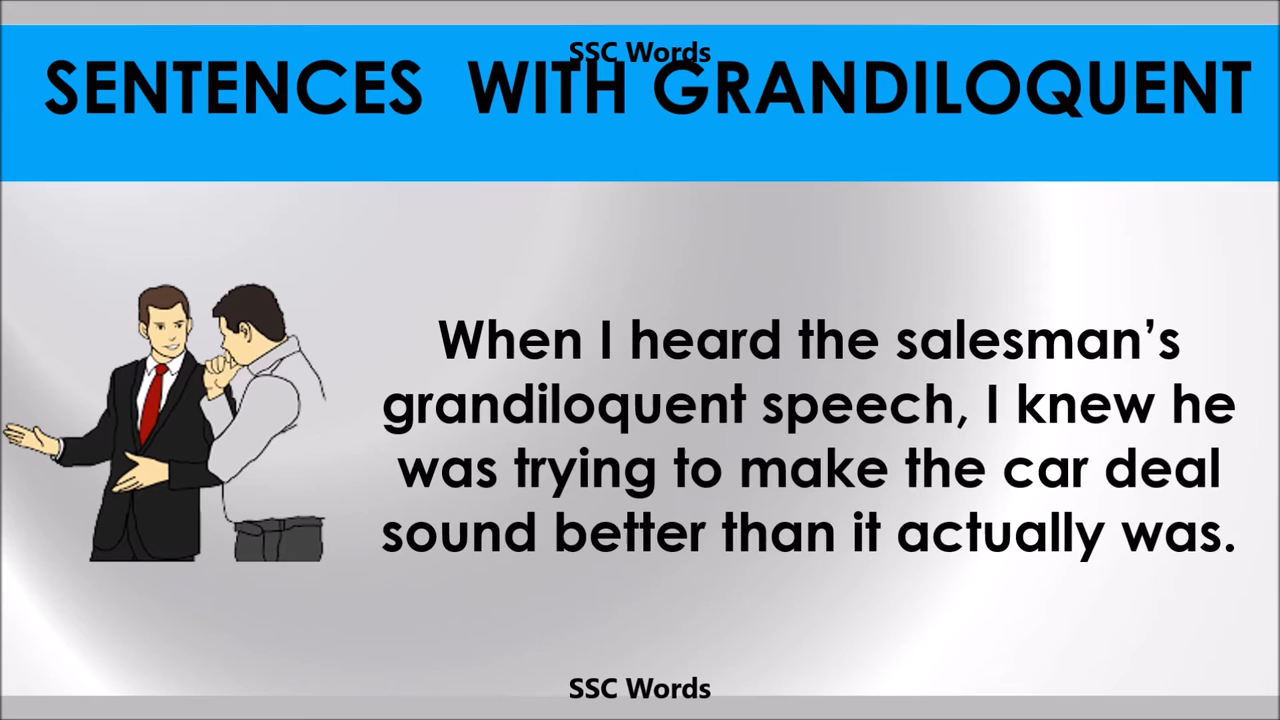 SSC Words
SENTENCES WITH GRANDILOQUENT
When I heard the salesman’s
grandiloquent speech, I knew he
was trying to make the car deal
sound better than it actually was.
SSC Words